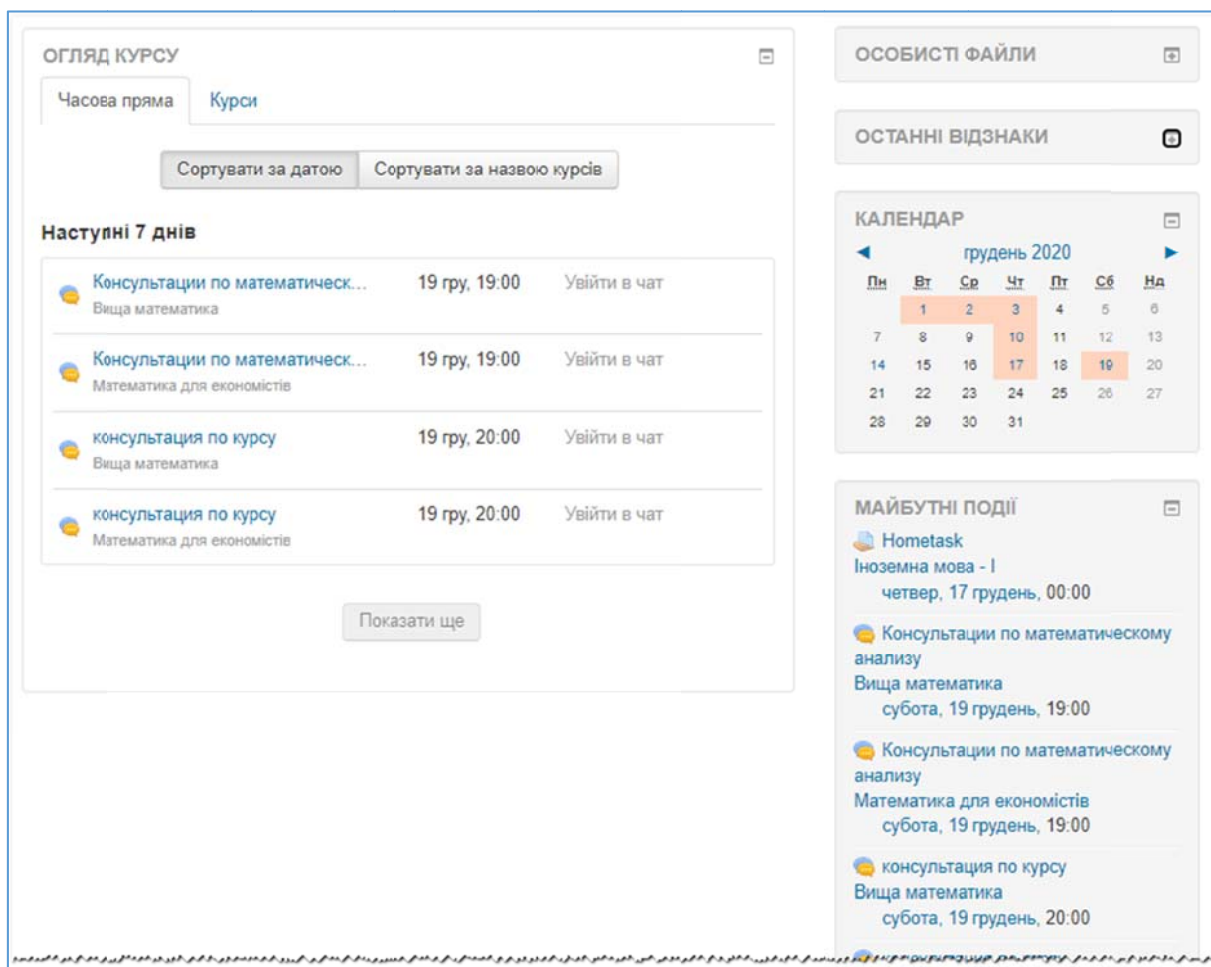 ОГЛЯД КУРСУ
Часова пряма Курси
Сортувати за датою Сортувати за назвою курсів
Наступні 7 днів
Консультации по математическ... 19 гру, 19:00 Увійти в чат
Вища математика
Консультации по математическ... 19 гру, 19:00 Увійти в чат
Математика для економістів
консультация по курсу 19 гру, 20:00 Увійти в чат
Вища математика
консультация по курсу 19 гру, 20:00 Увійти в чат
Математика для економістів
Показати ще
ОСОБИСТІ ФАЙЛИ
ОСТАННІ ВІДЗНАКИ
КАЛЕНДАР
◄ грудень 2020 ►
Пн Вт Ср Чт Пт Сб Нд
1 2 3 4 5 6
7 8 9 10 11 12 13
14 15 16 17 18 19 20
21 22 23 24 25 26 27
28 29 30 31
МАЙБУТНІ ПОДІЇ
Hometask
Іноземна мова - І
четвер, 17 грудень, 00:00
Консультации по математическому
анализу
Вища математика
субота, 19 грудень, 19:00
Консультации по математическому
анализу
Математика для економістів
субота, 19 грудень, 19:00
консультация по курсу
Вища математика
субота, 19 грудень, 20:00